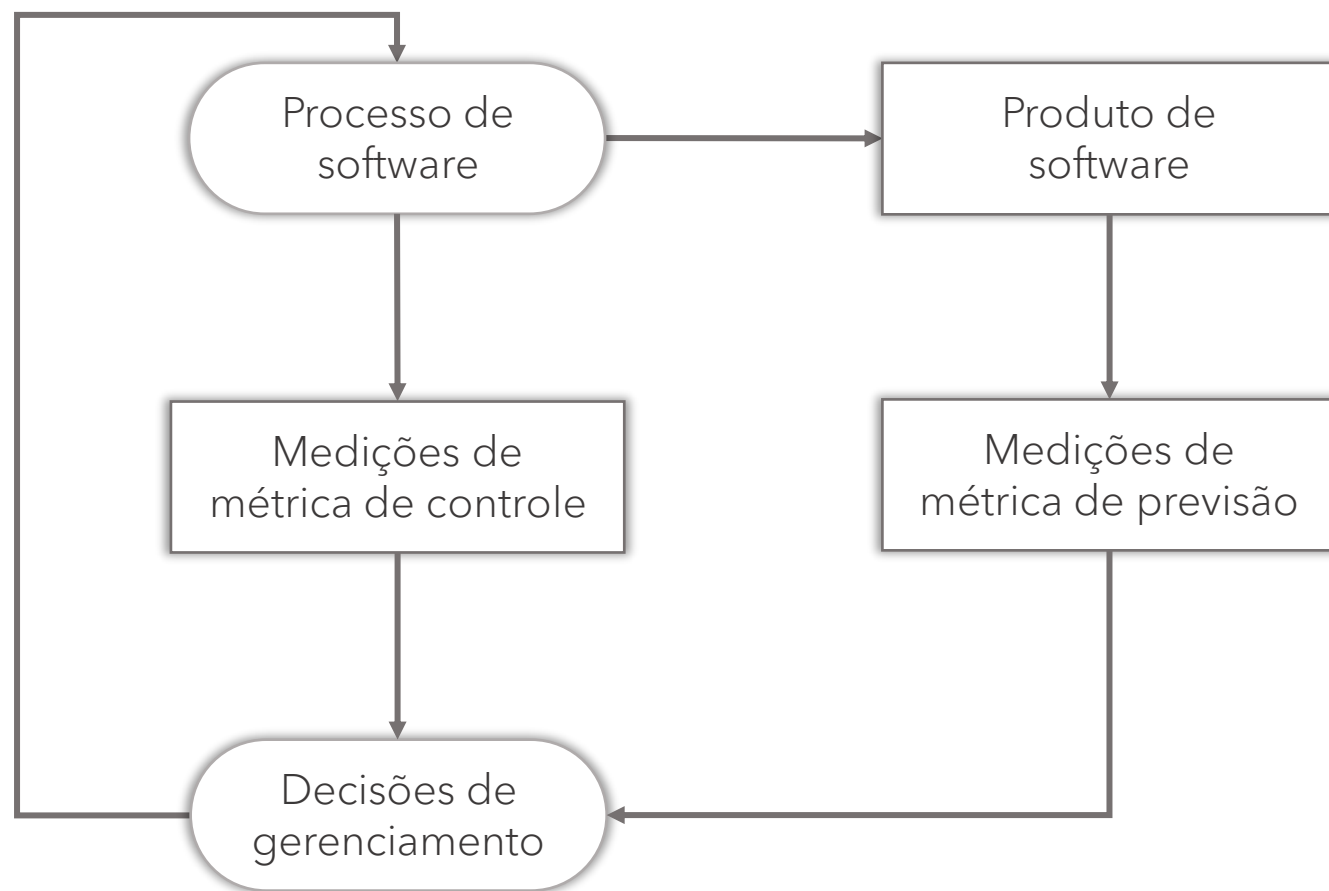 Processo de
software
Produto de
software
Medições de
métrica de controle
Medições de
métrica de previsão
Decisões de
gerenciamento